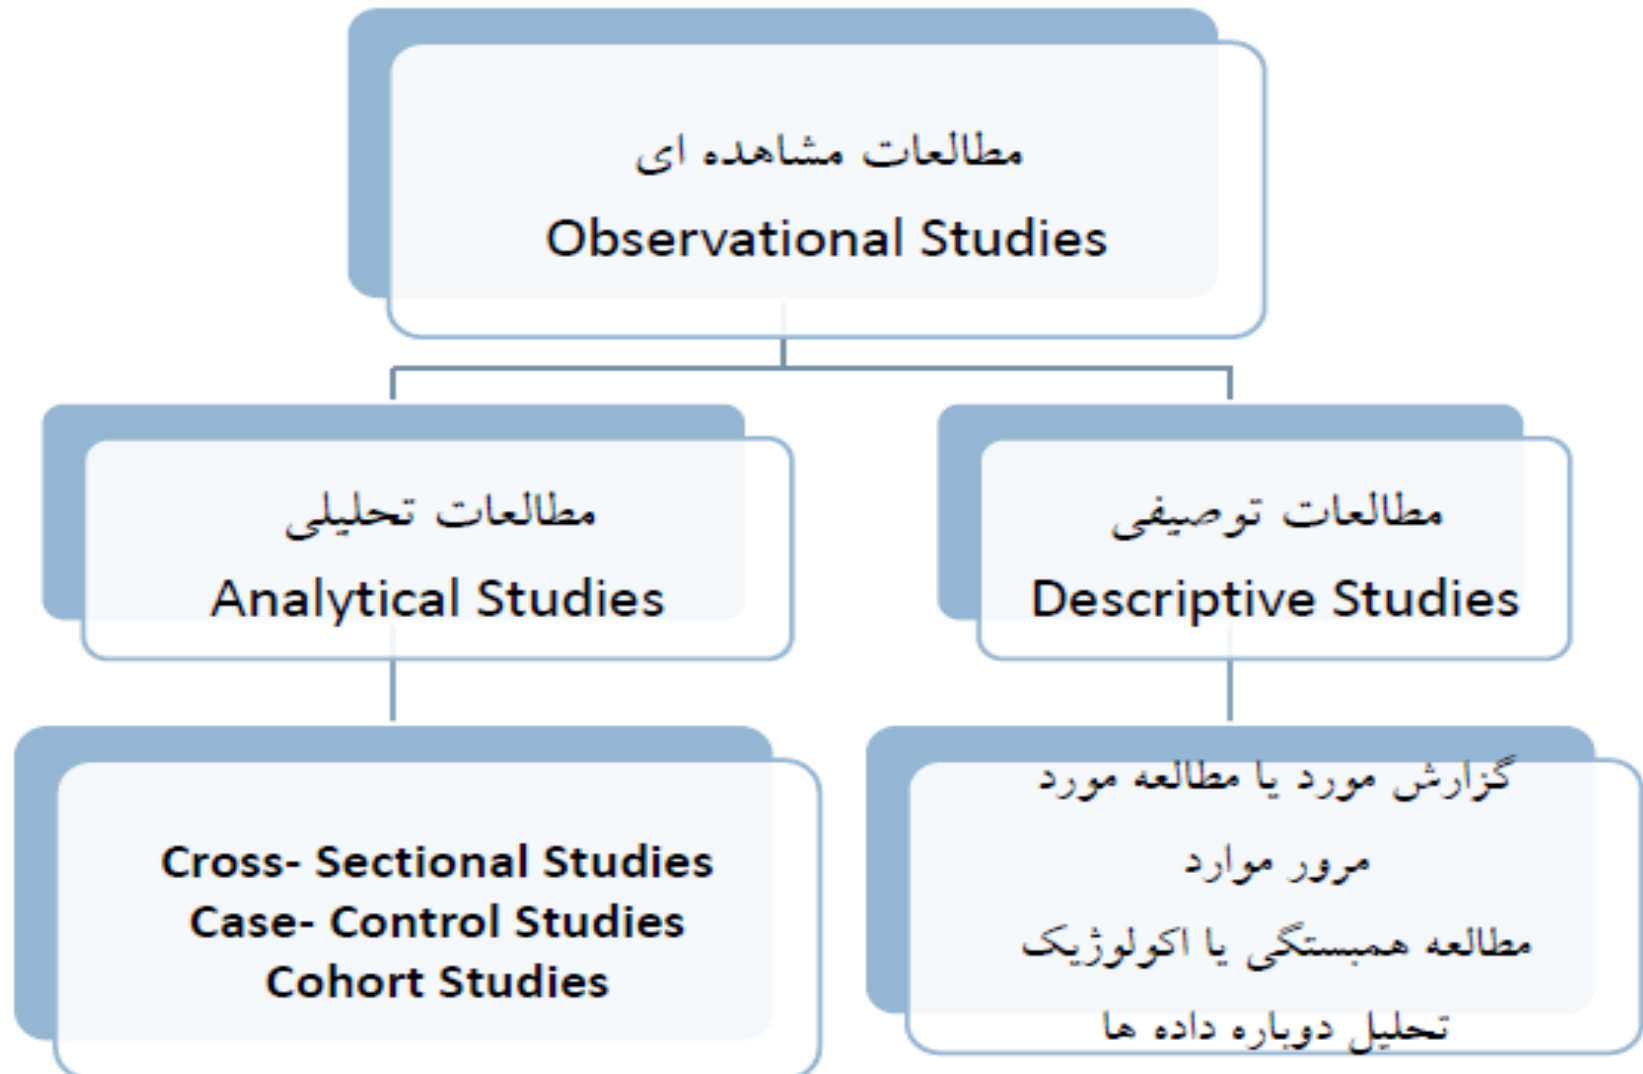 مطالعات مشاهده ای
Observational Studies
مطالعات توصیفی
Descriptive Studies
مطالعات تحلیلی
Analytical Studies
گزارش مورد یا مطالعه مورد
مرور موارد
مطالعه همبستگی یا اکولوژیک
تحلیل دوباره داده ها
Cross- Sectional Studies
Case- Control Studies
Cohort Studies